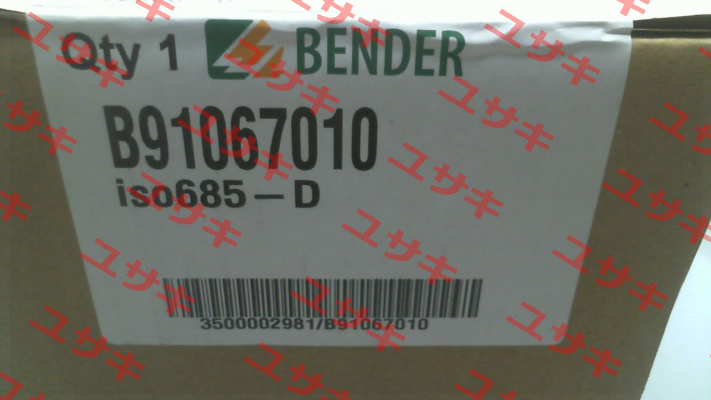 Qty 1 BENDER
B91067010
iso685-D
3500002981/B91067010
ユサキ